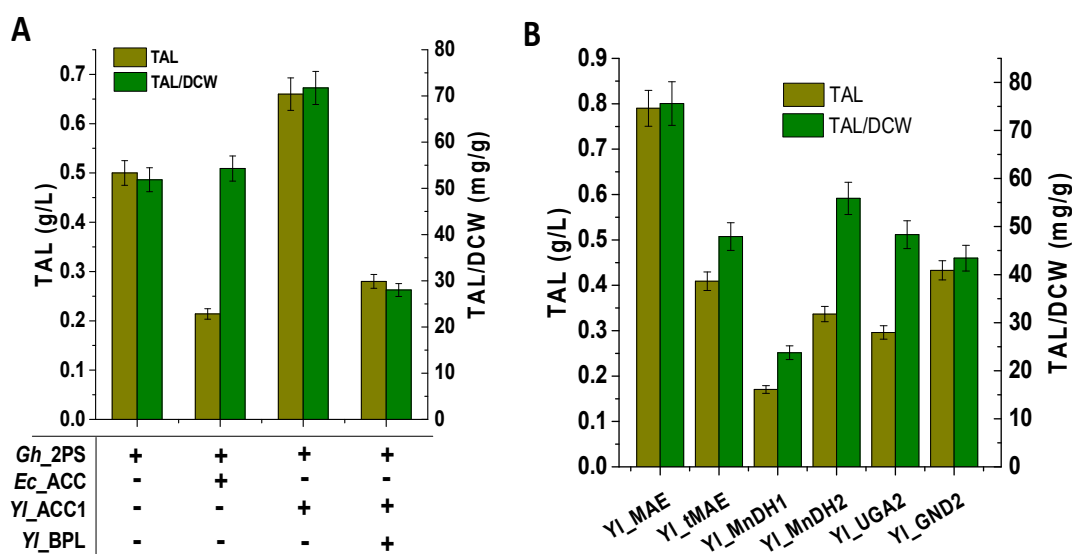 A
TAL
TAL/DCW
TAL (g/L)
0.7
0.6
0.5
0.4
0.3
0.2
0.1
0.0
80
70
60
50
40
30
20
10
0
TAL/DCW (mg/g)
Gh_2PS + + + +
Ec_ACC - + - -
Yl_ACC1 - - + +
Yl_BPL - - - +
B
TAL
TAL/DCW
TAL (g/L)
0.9
0.8
0.7
0.6
0.5
0.4
0.3
0.2
0.1
0.0
80
70
60
50
40
30
20
10
0
TAL/DCW (mg/g)
Yl_MAE
Yl_tMAE
Yl_MnDH1
Yl_MnDH2
Yl_UGA2
Yl_GND2